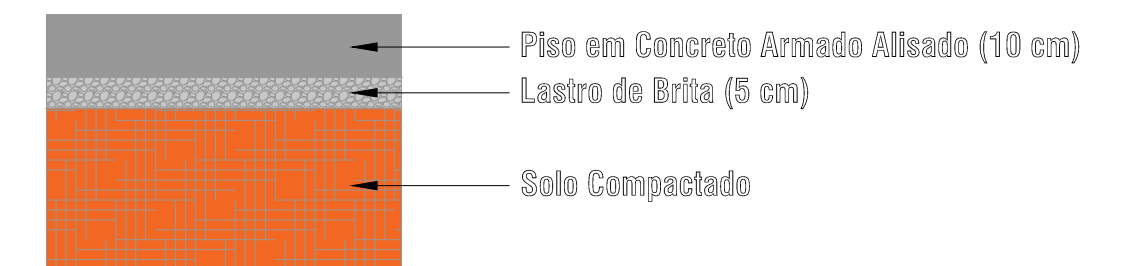 Piso em Concreto Armado Alisado (10 cm)
Lastro de Brita (5 cm)
Solo Compactado